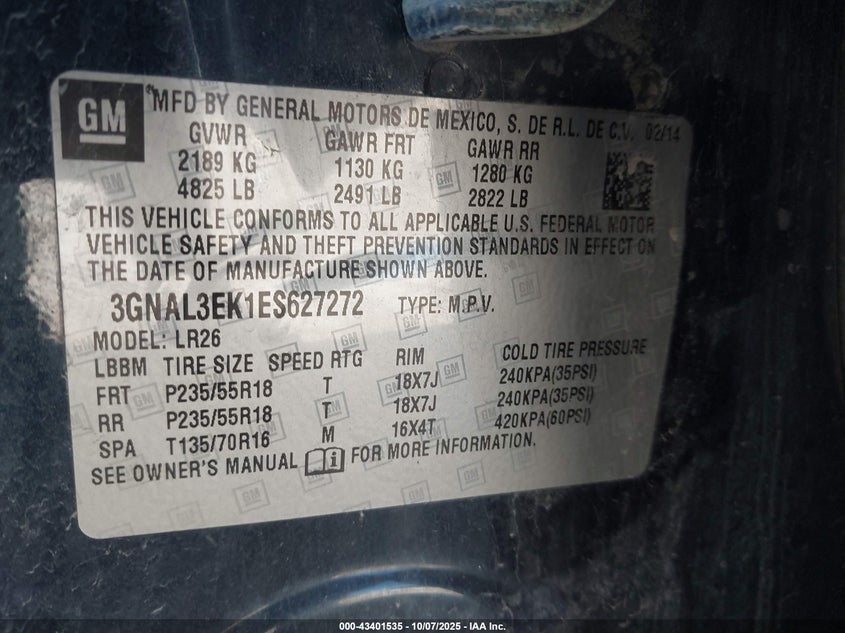 GM
MFD BY GENERAL MOTORS DE MEXICO, S. DE R.L. DE C.V. 02/14
GVWR GAWR FRT GAWR RR
2189 KG 1130 KG 1280 KG
4825 LB 2491 LB 2822 LB
THIS VEHICLE CONFORMS TO ALL APPLICABLE U.S. FEDERAL MOTOR
VEHICLE SAFETY AND THEFT PREVENTION STANDARDS IN EFFECT ON
THE DATE OF MANUFACTURE SHOWN ABOVE.
3GNAL3EK1ES627272 TYPE: M.P.V.
MODEL: LR26
LBBM TIRE SIZE SPEED RTG RIM COLD TIRE PRESSURE
FRT P235/55R18 T 18X7J 240KPA(35PSI)
RR P235/55R18 T 18X7J 240KPA(35PSI)
SPA T135/70R16 M 16X4T 420KPA(60PSI)
SEE OWNER'S MANUAL FOR MORE INFORMATION.
000-43401535 - 10/07/2025 - IAA Inc.